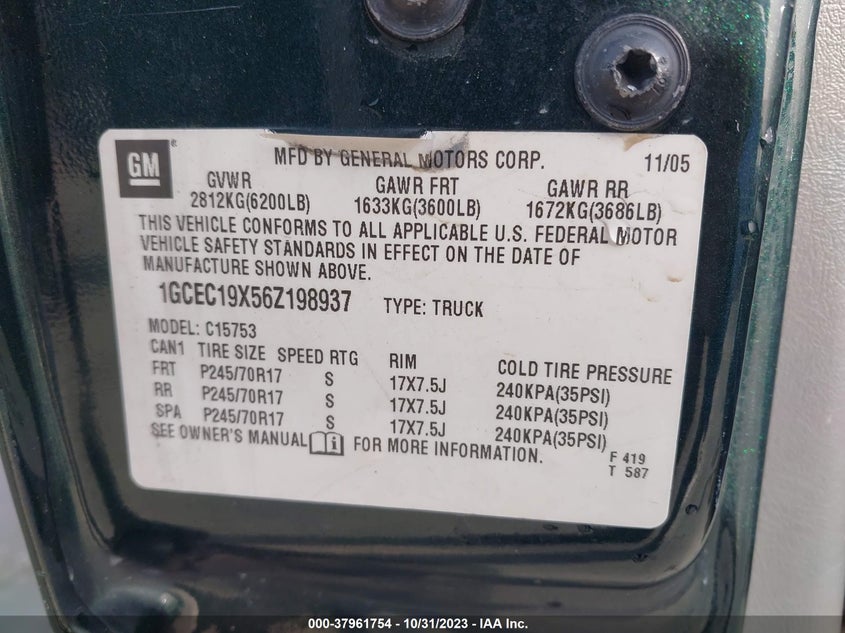 GM MFD BY GENERAL MOTORS CORP. 11/05
GVWR GAWR FRT GAWR RR
2812KG(6200LB) 1633KG(3600LB) 1672KG(3686LB)
THIS VEHICLE CONFORMS TO ALL APPLICABLE U.S. FEDERAL MOTOR
VEHICLE SAFETY STANDARDS IN EFFECT ON THE DATE OF
MANUFACTURE SHOWN ABOVE.
1GCEC19X56Z198937 TYPE: TRUCK
MODEL: C15753
CAN1 TIRE SIZE SPEED RTG RIM COLD TIRE PRESSURE
FRT P245/70R17 S 17X7.5J 240KPA(35PSI)
RR P245/70R17 S 17X7.5J 240KPA(35PSI)
SPA P245/70R17 S 17X7.5J 240KPA(35PSI)
SEE OWNER'S MANUAL i FOR MORE INFORMATION.
F 419
T 587
000-37961754 - 10/31/2023 - IAA Inc.